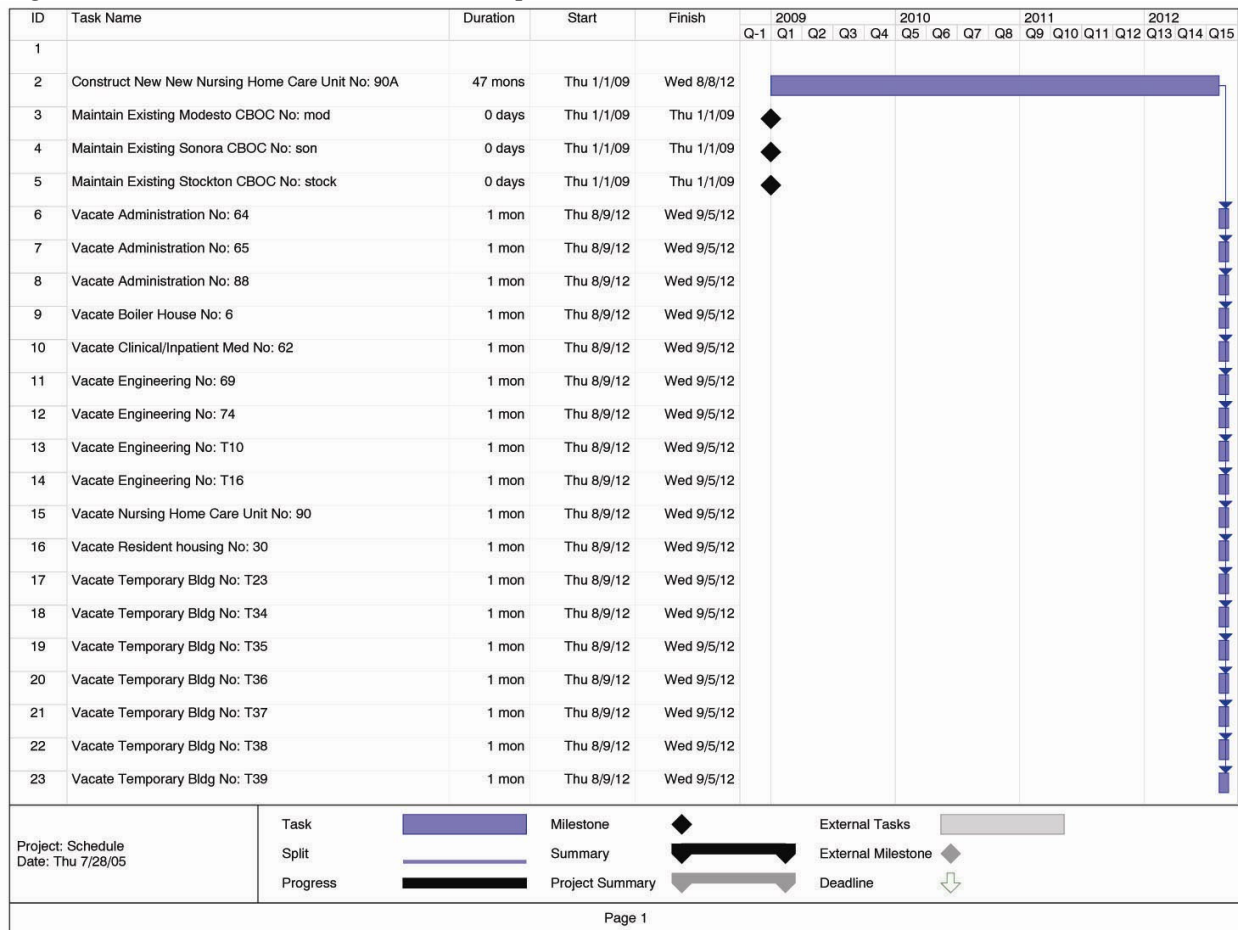 ID Task Name Duration Start Finish 2009 2010 2011 2012
Q-1 Q1 Q2 Q3 Q4 Q5 Q6 Q7 Q8 Q9 Q10 Q11 Q12 Q13 Q14 Q15
1
2 Construct New New Nursing Home Care Unit No: 90A 47 mons Thu 1/1/09 Wed 8/8/12
3 Maintain Existing Modesto CBOC No: mod 0 days Thu 1/1/09 Thu 1/1/09
4 Maintain Existing Sonora CBOC No: son 0 days Thu 1/1/09 Thu 1/1/09
5 Maintain Existing Stockton CBOC No: stock 0 days Thu 1/1/09 Thu 1/1/09
6 Vacate Administration No: 64 1 mon Thu 8/9/12 Wed 9/5/12
7 Vacate Administration No: 65 1 mon Thu 8/9/12 Wed 9/5/12
8 Vacate Administration No: 88 1 mon Thu 8/9/12 Wed 9/5/12
9 Vacate Boiler House No: 6 1 mon Thu 8/9/12 Wed 9/5/12
10 Vacate Clinical/Inpatient Med No: 62 1 mon Thu 8/9/12 Wed 9/5/12
11 Vacate Engineering No: 69 1 mon Thu 8/9/12 Wed 9/5/12
12 Vacate Engineering No: 74 1 mon Thu 8/9/12 Wed 9/5/12
13 Vacate Engineering No: T10 1 mon Thu 8/9/12 Wed 9/5/12
14 Vacate Engineering No: T16 1 mon Thu 8/9/12 Wed 9/5/12
15 Vacate Nursing Home Care Unit No: 90 1 mon Thu 8/9/12 Wed 9/5/12
16 Vacate Resident housing No: 30 1 mon Thu 8/9/12 Wed 9/5/12
17 Vacate Temporary Bldg No: T23 1 mon Thu 8/9/12 Wed 9/5/12
18 Vacate Temporary Bldg No: T34 1 mon Thu 8/9/12 Wed 9/5/12
19 Vacate Temporary Bldg No: T35 1 mon Thu 8/9/12 Wed 9/5/12
20 Vacate Temporary Bldg No: T36 1 mon Thu 8/9/12 Wed 9/5/12
21 Vacate Temporary Bldg No: T37 1 mon Thu 8/9/12 Wed 9/5/12
22 Vacate Temporary Bldg No: T38 1 mon Thu 8/9/12 Wed 9/5/12
23 Vacate Temporary Bldg No: T39 1 mon Thu 8/9/12 Wed 9/5/12
Project: Schedule
Date: Thu 7/28/05
Task Milestone External Tasks
Split Summary External Milestone
Progress Project Summary Deadline
Page 1